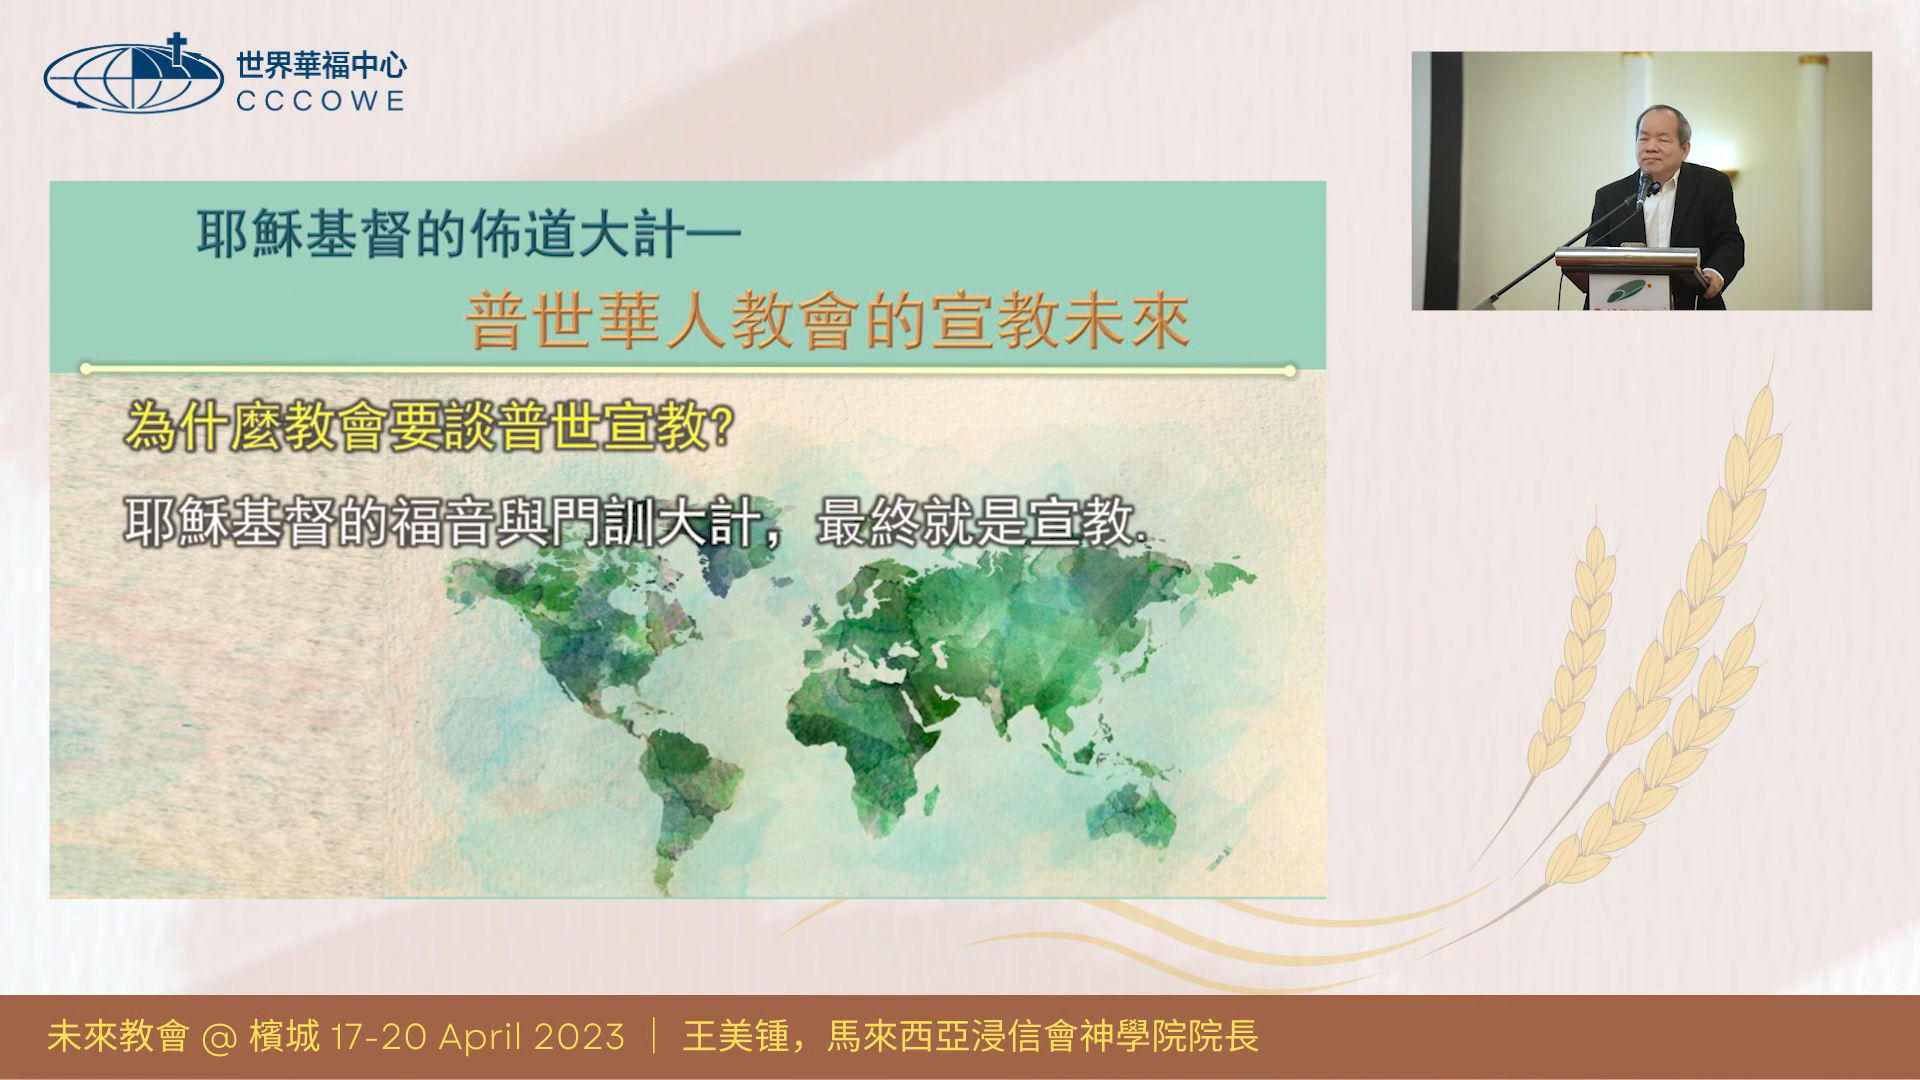 世界華福中心
CCCOWE
耶穌基督的佈道大計—
普世華人教會的宣教未來
為什麼教會要談普世宣教?
耶穌基督的福音與門訓大計，最終就是宣教.
未來教會 @ 檳城 17-20 April 2023 | 王美锺，馬來西亞浸信會神學院院長